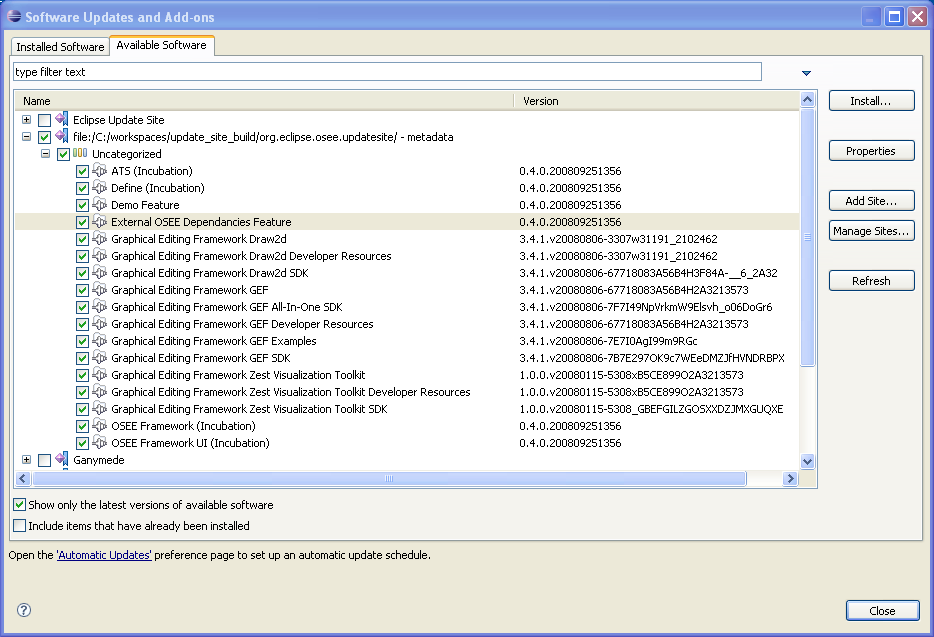 Software Updates and Add-ons
Installed Software
Available Software
type filter text
Name Version
Eclipse Update Site
file:/C:/workspaces/update_site_build/org.eclipse.osee.updatesite/ - metadata
Uncategorized
ATS (Incubation) 0.4.0.200809251356
Define (Incubation) 0.4.0.200809251356
Demo Feature 0.4.0.200809251356
External OSEE Dependancies Feature 0.4.0.200809251356
Graphical Editing Framework Draw2d 3.4.1.v20080806-3307w31191_2102462
Graphical Editing Framework Draw2d Developer Resources 3.4.1.v20080806-3307w31191_2102462
Graphical Editing Framework Draw2d SDK 3.4.1.v20080806-67718083A56B4H3F84A-__6_2A32
Graphical Editing Framework GEF 3.4.1.v20080806-67718083A56B4H2A3213573
Graphical Editing Framework GEF All-In-One SDK 3.4.1.v20080806-7F7I49NpVrkmW9Elsvh_o06DoGr6
Graphical Editing Framework GEF Developer Resources 3.4.1.v20080806-67718083A56B4H2A3213573
Graphical Editing Framework GEF Examples 3.4.1.v20080806-7E7I0AgI99m9RGc
Graphical Editing Framework GEF SDK 3.4.1.v20080806-7B7E297OK9c7WEeDMZJfHVNDRBPX
Graphical Editing Framework Zest Visualization Toolkit 1.0.0.v20080115-5308xB5CE899O2A3213573
Graphical Editing Framework Zest Visualization Toolkit Developer Resources 1.0.0.v20080115-5308xB5CE899O2A3213573
Graphical Editing Framework Zest Visualization Toolkit SDK 1.0.0.v20080115-5308_GBEFGILZGOSXXDZJMXGUQXE
OSEE Framework (Incubation) 0.4.0.200809251356
OSEE Framework UI (Incubation) 0.4.0.200809251356
Ganymede
Install...
Properties
Add Site...
Manage Sites...
Refresh
Show only the latest versions of available software
Include items that have already been installed
Open the 'Automatic Updates' preference page to set up an automatic update schedule.
?
Close